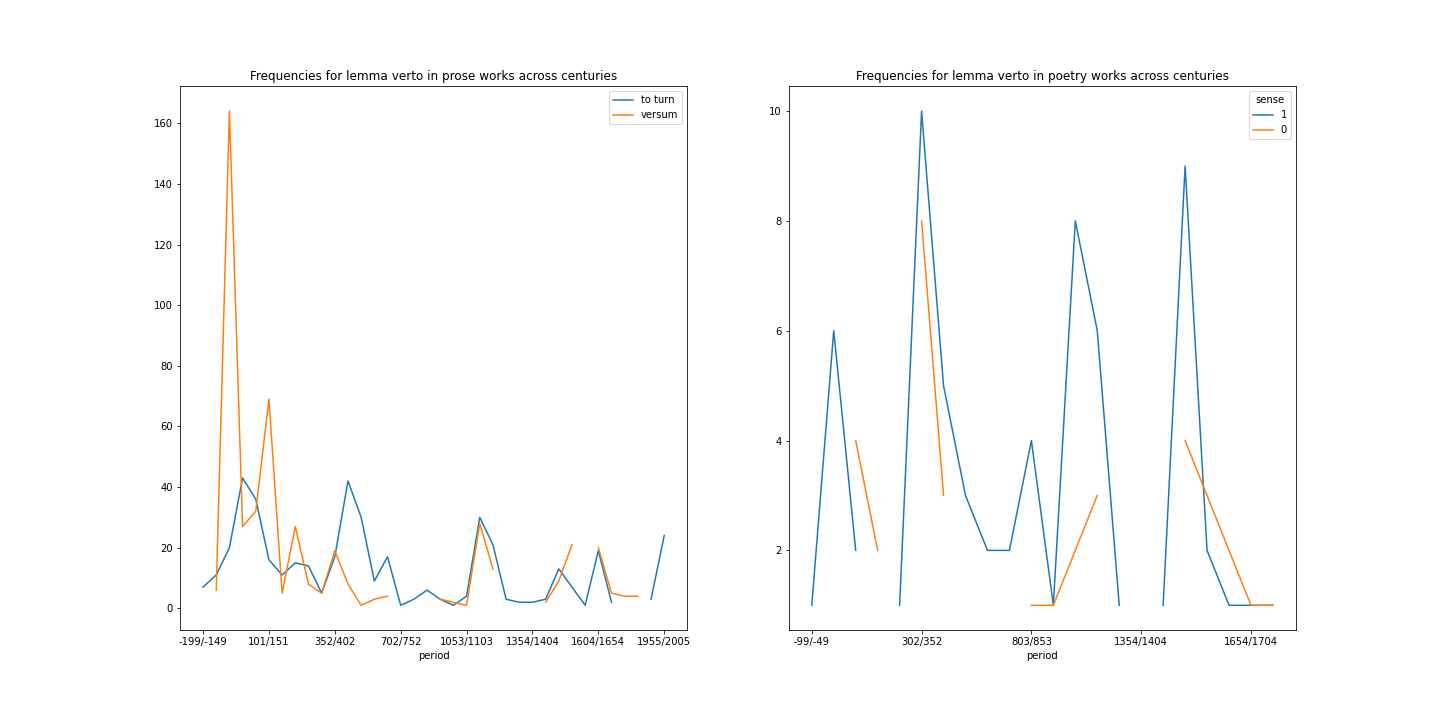 Frequencies for lemma verto in prose works across centuries
to turn
versum
160
140
120
100
80
60
40
20
0
-199/-149 101/151 352/402 702/752 1053/1103 1354/1404 1604/1654 1955/2005
period
Frequencies for lemma verto in poetry works across centuries
sense
1
0
10
8
6
4
2
-99/-49 302/352 803/853 1354/1404 1654/1704
period